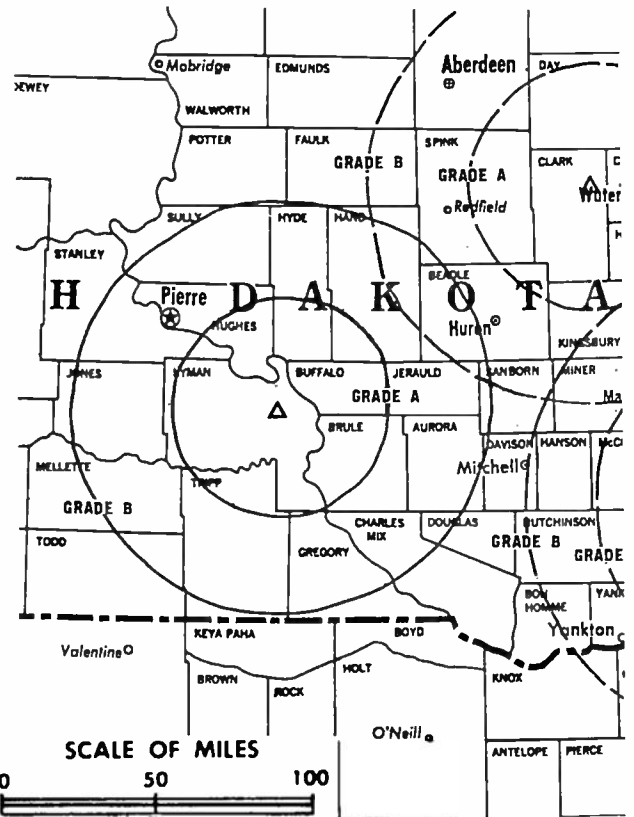 Mobridge
EDMUNDS
Aberdeen
DAY
DEWEY
WALWORTH
POTTER
FAULK
SPINK
GRADE B
GRADE A
CLARK
Redfield
SULLY
HYDE
HAND
STANLEY
BEADLE
H DAKOTA
Pierre
HUGHES
Huron
KINGSBURY
JONES
LYMAN
BUFFALO
JERAULD
SANBORN
MINER
GRADE A
BRULE
AURORA
DAVISON
HANSON
Mitchell
MELLETTE
TRIPP
GRADE B
CHARLES MIX
DOUGLAS
HUTCHINSON
TODD
GREGORY
GRADE B
GRADE
BON HOMME
YANK
Yankton
KEYA PAHA
BOYD
Valentine
HOLT
BROWN
ROCK
KNOX
O'Neill
ANTELOPE
PIERCE
SCALE OF MILES
0 50 100